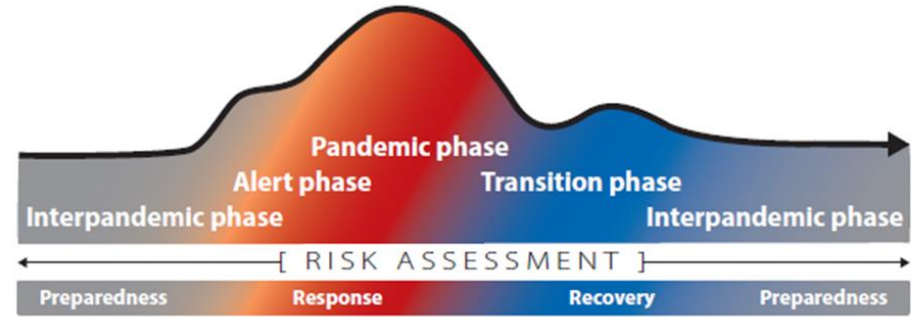 Pandemic phase
Alert phase Transition phase
Interpandemic phase Interpandemic phase
[ RISK ASSESSMENT ]
Preparedness Response Recovery Preparedness